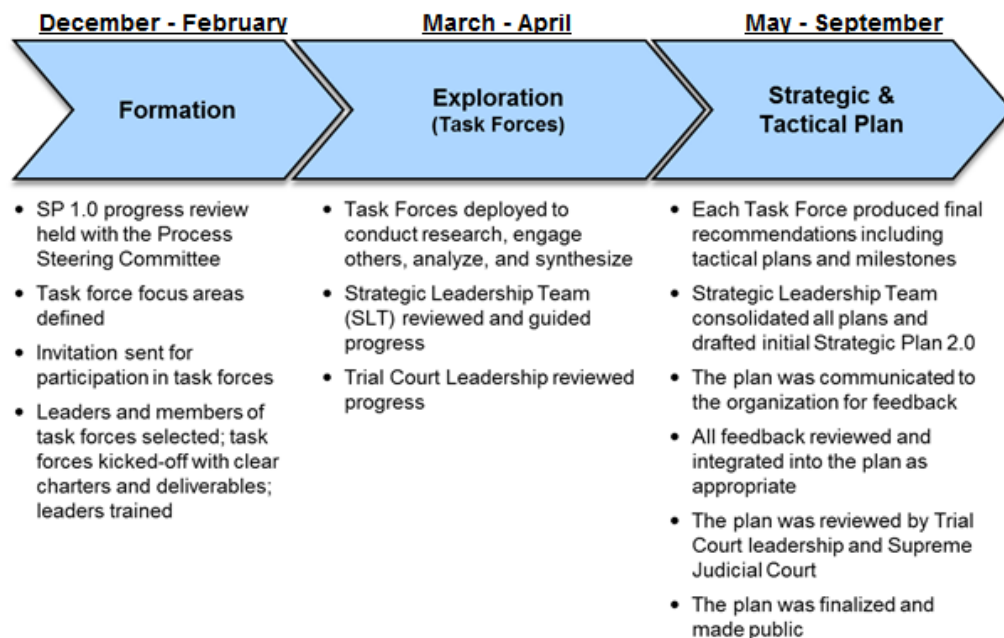 December - February
March - April
May - September
Formation
Exploration
(Task Forces)
Strategic &
Tactical Plan
• SP 1.0 progress review
held with the Process
Steering Committee
• Task force focus areas
defined
• Invitation sent for
participation in task forces
• Leaders and members of
task forces selected; task
forces kicked-off with clear
charters and deliverables;
leaders trained
• Task Forces deployed to
conduct research, engage
others, analyze, and synthesize
• Strategic Leadership Team
(SLT) reviewed and guided
progress
• Trial Court Leadership reviewed
progress
• Each Task Force produced final
recommendations including
tactical plans and milestones
• Strategic Leadership Team
consolidated all plans and
drafted initial Strategic Plan 2.0
• The plan was communicated to
the organization for feedback
• All feedback reviewed and
integrated into the plan as
appropriate
• The plan was reviewed by Trial
Court leadership and Supreme
Judicial Court
• The plan was finalized and
made public